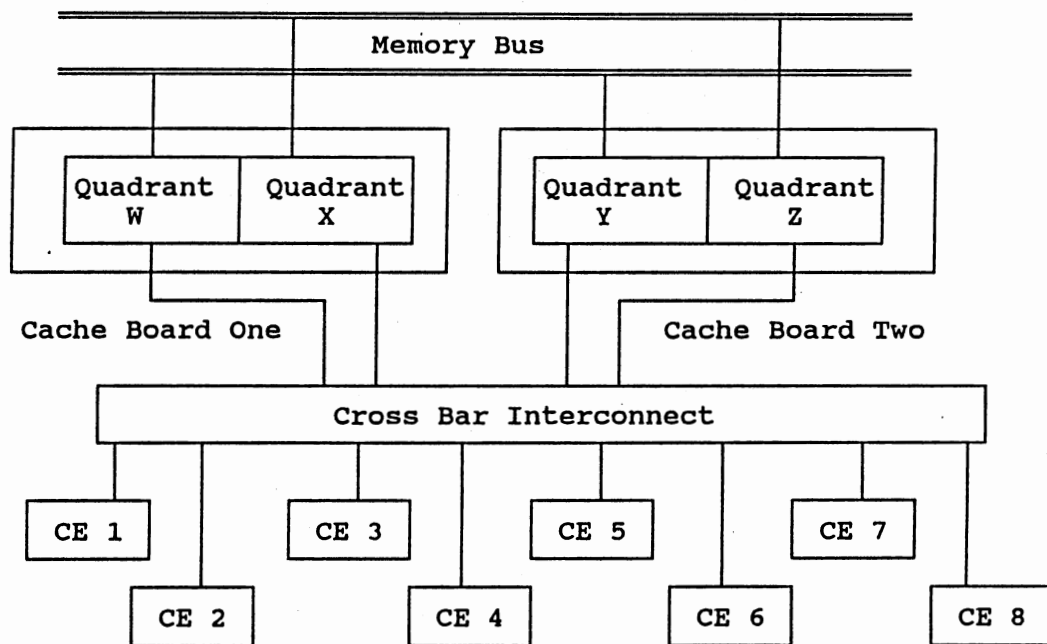 Memory Bus
Quadrant W
Quadrant X
Quadrant Y
Quadrant Z
Cache Board One
Cache Board Two
Cross Bar Interconnect
CE 1
CE 3
CE 5
CE 7
CE 2
CE 4
CE 6
CE 8